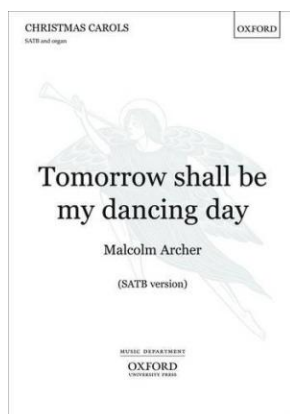 CHRISTMAS CAROLS
OXFORD
SATB and organ
Tomorrow shall be
my dancing day
Malcolm Archer
(SATB version)
MUSIC DEPARTMENT
OXFORD
UNIVERSITY PRESS